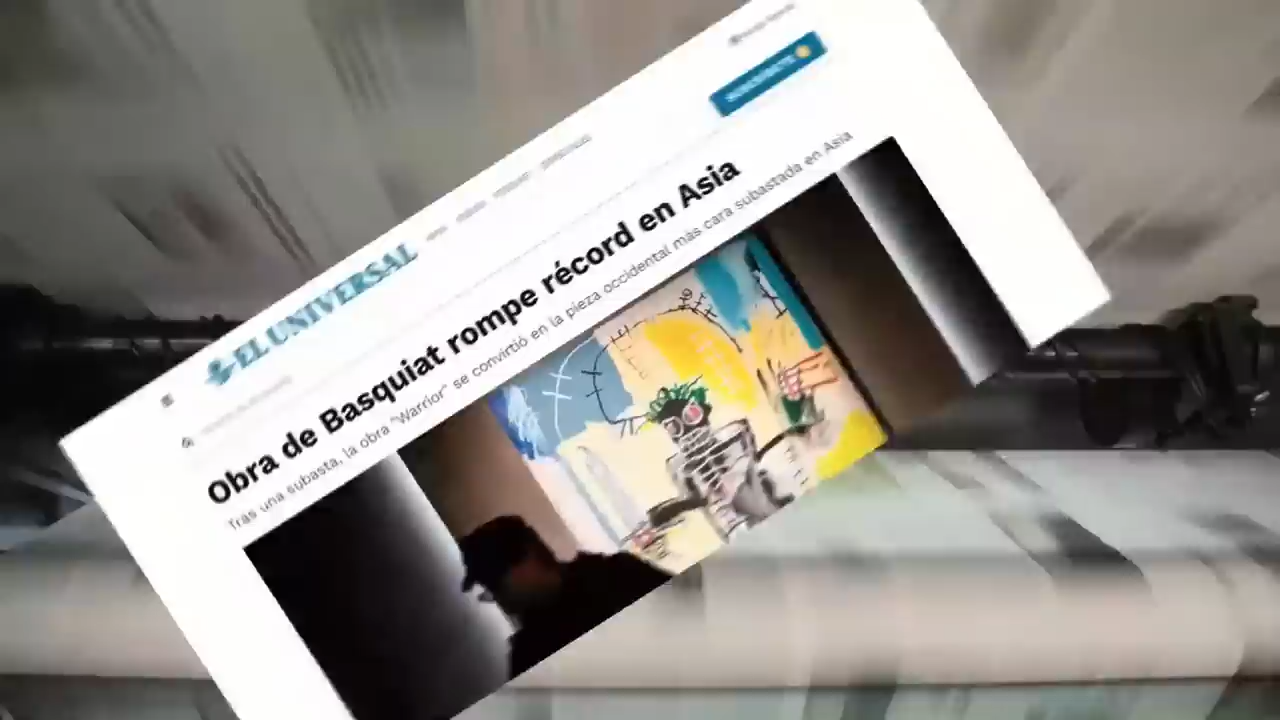 EL UNIVERSAL
Obra de Basquiat rompe récord en Asia
Tras una subasta, la obra "Warrior" se convirtió en la pieza occidental más cara subastada en Asia